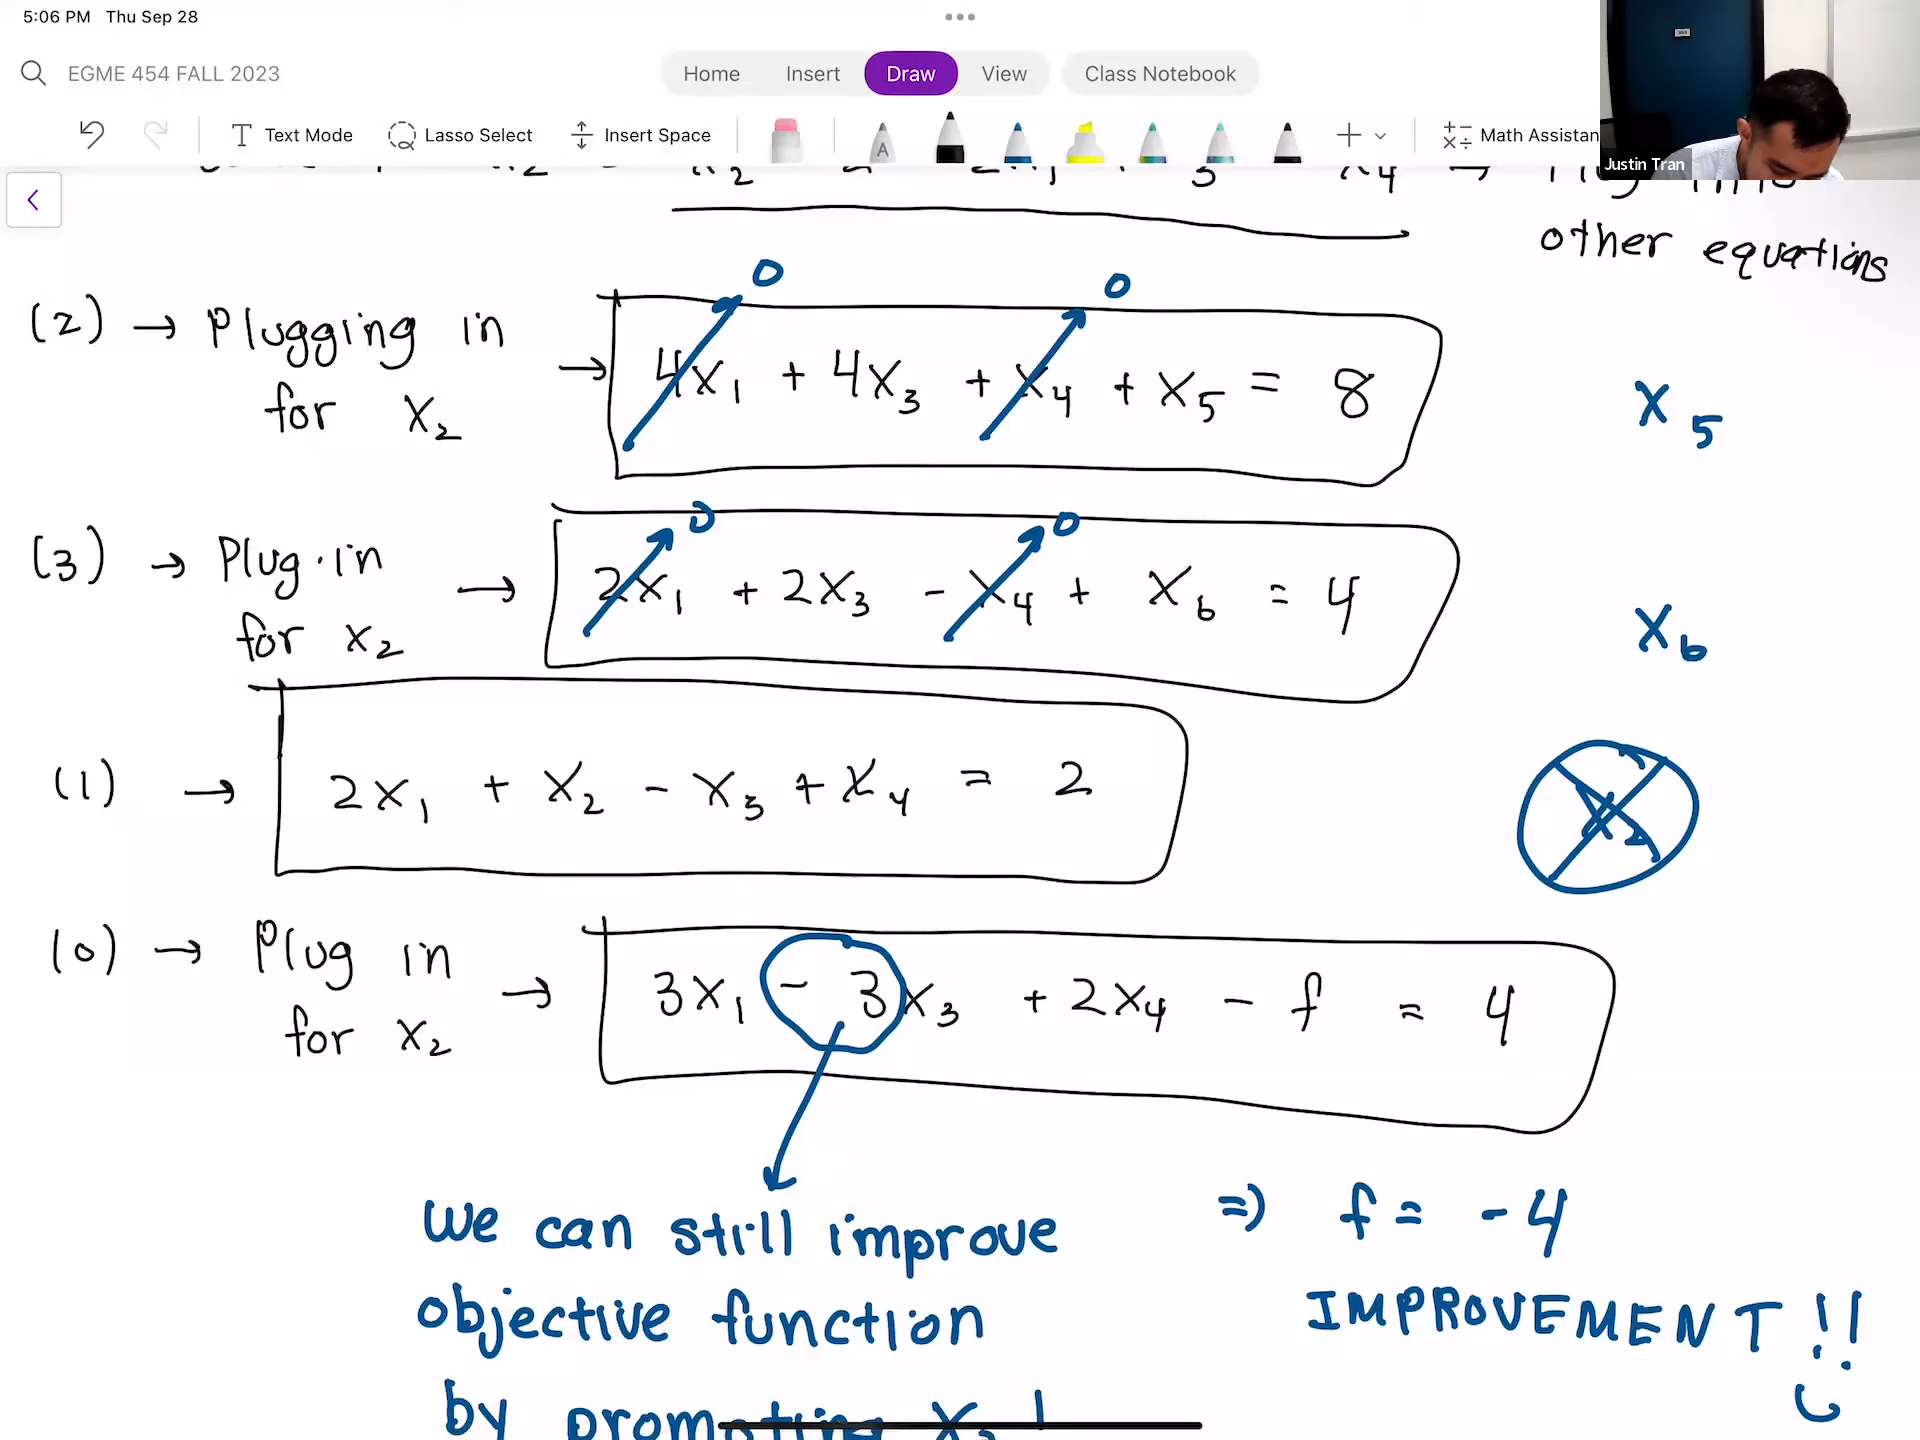 5:06 PM Thu Sep 28
EGME 454 FALL 2023
Home Insert Draw View Class Notebook
Text Mode Lasso Select Insert Space Math Assistan
Justin Tran
other equations
(2) → Plugging in for x₂ → 4x₁ + 4x₃ + x₄ + x₅ = 8
0 0
x₅
(3) → Plug in for x₂ → 2x₁ + 2x₃ - x₄ + x₆ = 4
0 0
x₆
(1) → 2x₁ + x₂ - x₃ + x₄ = 2
x₂
(0) → Plug in for x₂ → 3x₁ - 3x₃ + 2x₄ - f = 4
we can still improve
objective function
by promoting
⇒ f = -4
IMPROVEMENT !!